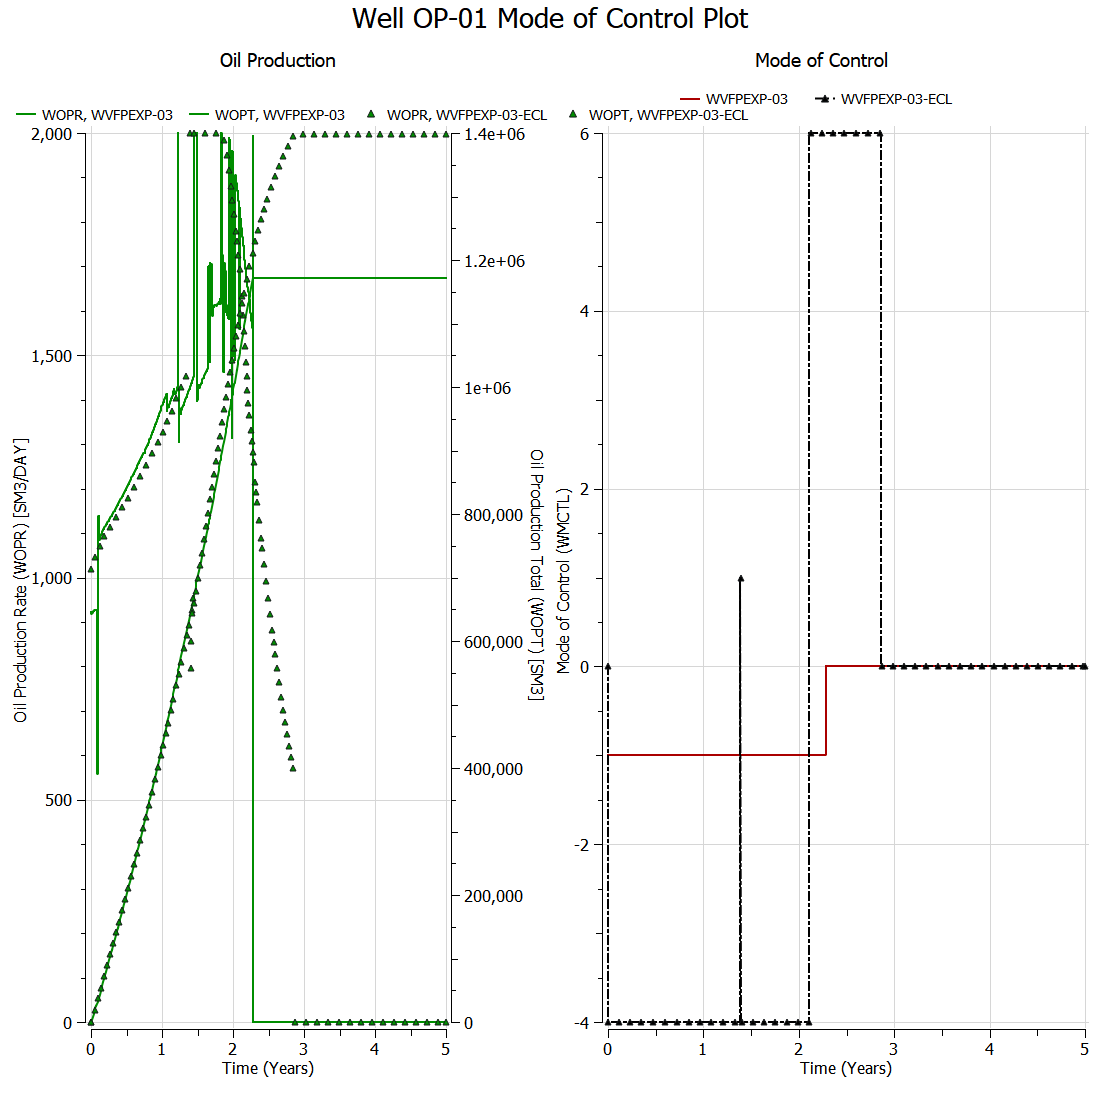 Well OP-01 Mode of Control Plot
Oil Production
Mode of Control
WOPR, WVFPEXP-03
WOPT, WVFPEXP-03
WOPR, WVFPEXP-03-ECL
WOPT, WVFPEXP-03-ECL
WVFPEXP-03
WVFPEXP-03-ECL
2,000
1,500
1,000
500
0
Oil Production Rate (WOPR) [SM3/DAY]
1.4e+06
1.2e+06
1e+06
800,000
600,000
400,000
200,000
0
Oil Production Total (WOPT) [SM3]
0 1 2 3 4 5
Time (Years)
6
4
2
0
-2
-4
Mode of Control (WMCTL)
0 1 2 3 4 5
Time (Years)